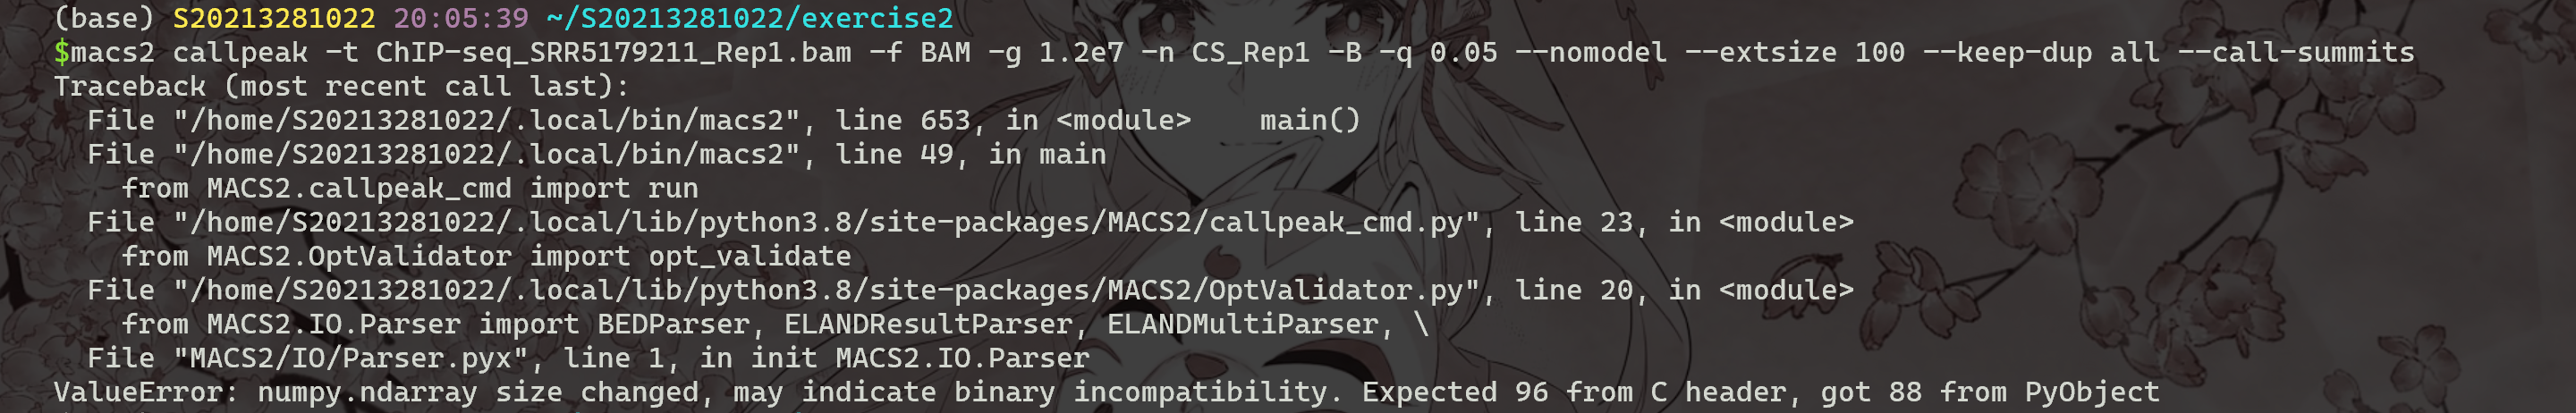 (base) S20213281022 20:05:39 ~/S20213281022/exercise2
$macs2 callpeak -t ChIP-seq_SRR5179211_Rep1.bam -f BAM -g 1.2e7 -n CS_Rep1 -B -q 0.05 --nomodel --extsize 100 --keep-dup all --call-summits
Traceback (most recent call last):
  File "/home/S20213281022/.local/bin/macs2", line 653, in <module>    main()
  File "/home/S20213281022/.local/bin/macs2", line 49, in main
    from MACS2.callpeak_cmd import run
  File "/home/S20213281022/.local/lib/python3.8/site-packages/MACS2/callpeak_cmd.py", line 23, in <module>
    from MACS2.OptValidator import opt_validate
  File "/home/S20213281022/.local/lib/python3.8/site-packages/MACS2/OptValidator.py", line 20, in <module>
    from MACS2.IO.Parser import BEDParser, ELANDResultParser, ELANDMultiParser, \
  File "MACS2/IO/Parser.pyx", line 1, in init MACS2.IO.Parser
ValueError: numpy.ndarray size changed, may indicate binary incompatibility. Expected 96 from C header, got 88 from PyObject